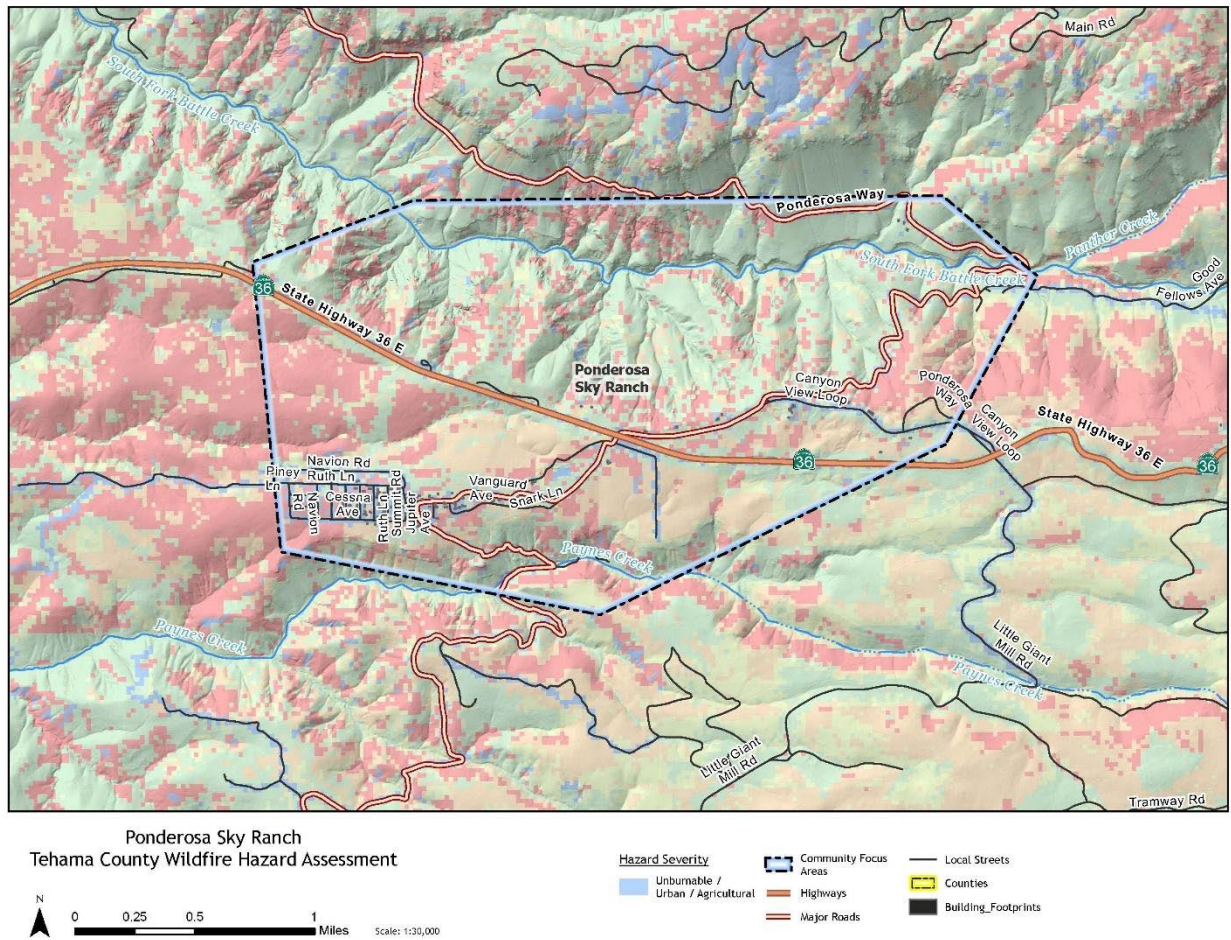 Main Rd
South Fork Battle Creek
Ponderosa Way
Panther Creek
South Fork Battle Creek
Good
Fellows Ave
36
State Highway 36 E
Ponderosa
Sky Ranch
Canyon
View Loop
Ponderosa
Way
Canyon
View Loop
State Highway 36 E
36
36
Navion Rd
Piney
Ln
Ruth Ln
Navion
Rd
Cessna
Ave
Ruth Ln
Summit Rd
Jupiter
Ave
Vanguard
Ave
Snark Ln
Paynes Creek
Paynes Creek
Little Giant
Mill Rd
Paynes Creek
Little Giant
Mill Rd
Tramway Rd
Ponderosa Sky Ranch
Tehama County Wildfire Hazard Assessment
N
0 0.25 0.5 1
Miles
Scale: 1:30,000
Hazard Severity
Unburnable /
Urban / Agricultural
Community Focus
Areas
Highways
Major Roads
Local Streets
Counties
Building_Footprints